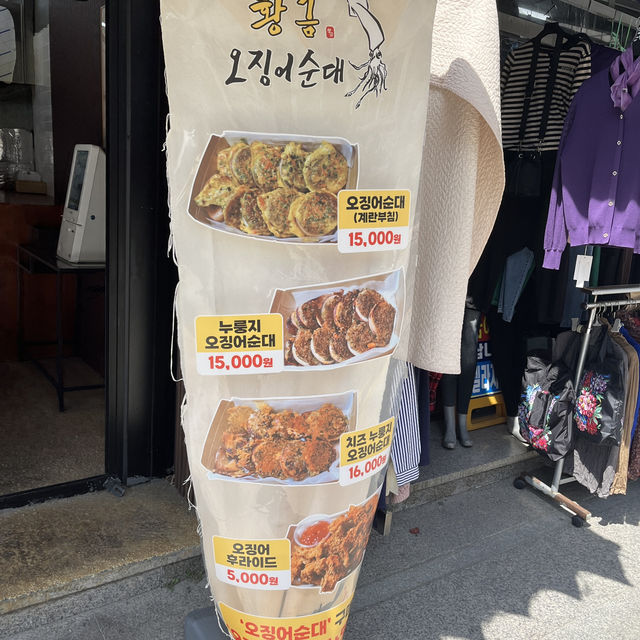 황금
오징어순대
오징어순대
(계란부침)
15,000원
누룽지
오징어순대
15,000원
치즈 누룽지
오징어순대
16,000원
오징어
후라이드
5,000원
'오징어순대'